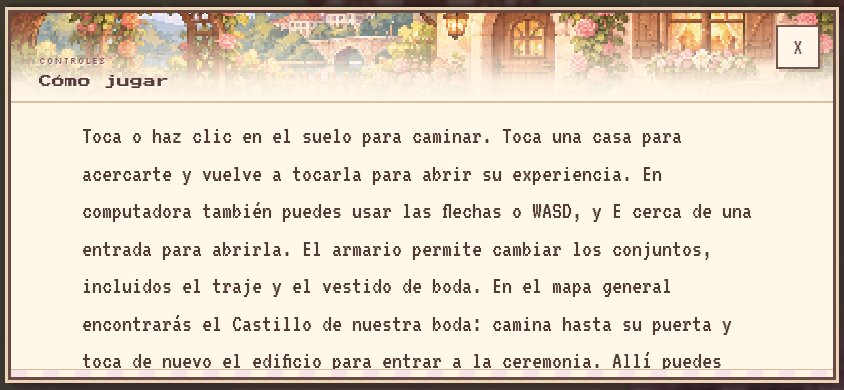 CONTROLES
Cómo jugar
X
Toca o haz clic en el suelo para caminar. Toca una casa para
acercarte y vuelve a tocarla para abrir su experiencia. En
computadora también puedes usar las flechas o WASD, y E cerca de una
entrada para abrirla. El armario permite cambiar los conjuntos,
incluidos el traje y el vestido de boda. En el mapa general
encontrarás el Castillo de nuestra boda: camina hasta su puerta y
toca de nuevo el edificio para entrar a la ceremonia. Allí puedes